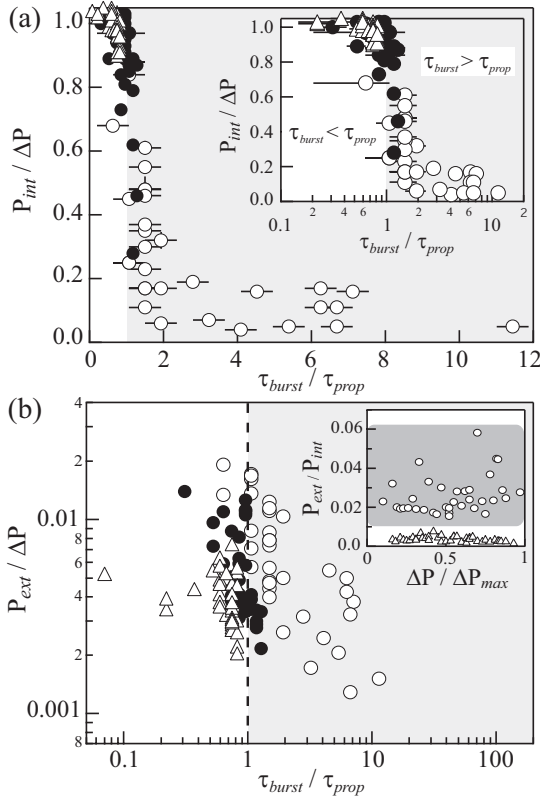 (a)
1.0
0.8
0.6
0.4
0.2
0.0
P_int / ΔP
0 2 4 6 8 10 12
τ_burst / τ_prop
1.0
0.8
0.6
0.4
0.2
0.0
P_int / ΔP
τ_burst > τ_prop
τ_burst < τ_prop
0.1 2 4 6 1 2 4 6 10 2
τ_burst / τ_prop
(b)
4
2
0.01
8
6
4
2
0.001
8
P_ext / ΔP
0.1 1 10 100
τ_burst / τ_prop
0.06
0.04
0.02
0.0
P_ext / P_int
0 0.5 1
ΔP / ΔP_max